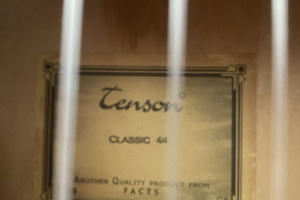 Tenson
CLASSIC 4/4
ANOTHER QUALITY PRODUCT FROM
FACTS